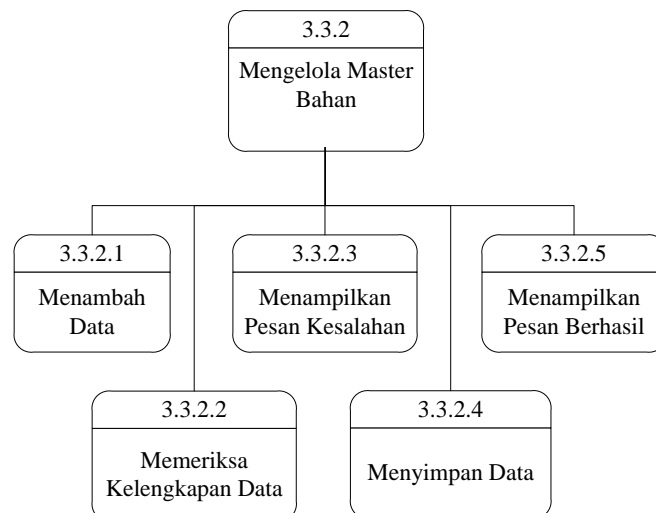 3.3.2
Mengelola Master
Bahan
3.3.2.1
Menambah
Data
3.3.2.3
Menampilkan
Pesan Kesalahan
3.3.2.5
Menampilkan
Pesan Berhasil
3.3.2.2
Memeriksa
Kelengkapan Data
3.3.2.4
Menyimpan Data